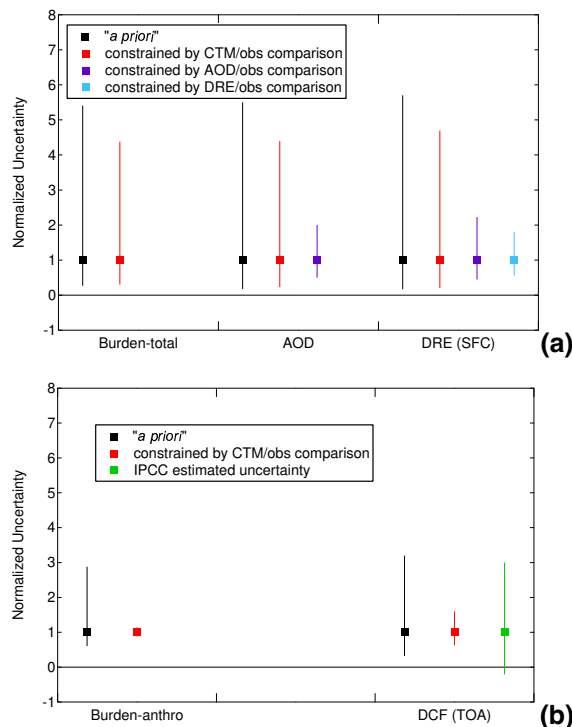 8
"a priori"
7
constrained by CTM/obs comparison
6
constrained by AOD/obs comparison
constrained by DRE/obs comparison
5
4
3
2
1
0
-1
Normalized Uncertainty
Burden-total
AOD
DRE (SFC)
(a)
8
7
"a priori"
6
constrained by CTM/obs comparison
IPCC estimated uncertainty
5
4
3
2
1
0
-1
Normalized Uncertainty
Burden-anthro
DCF (TOA)
(b)